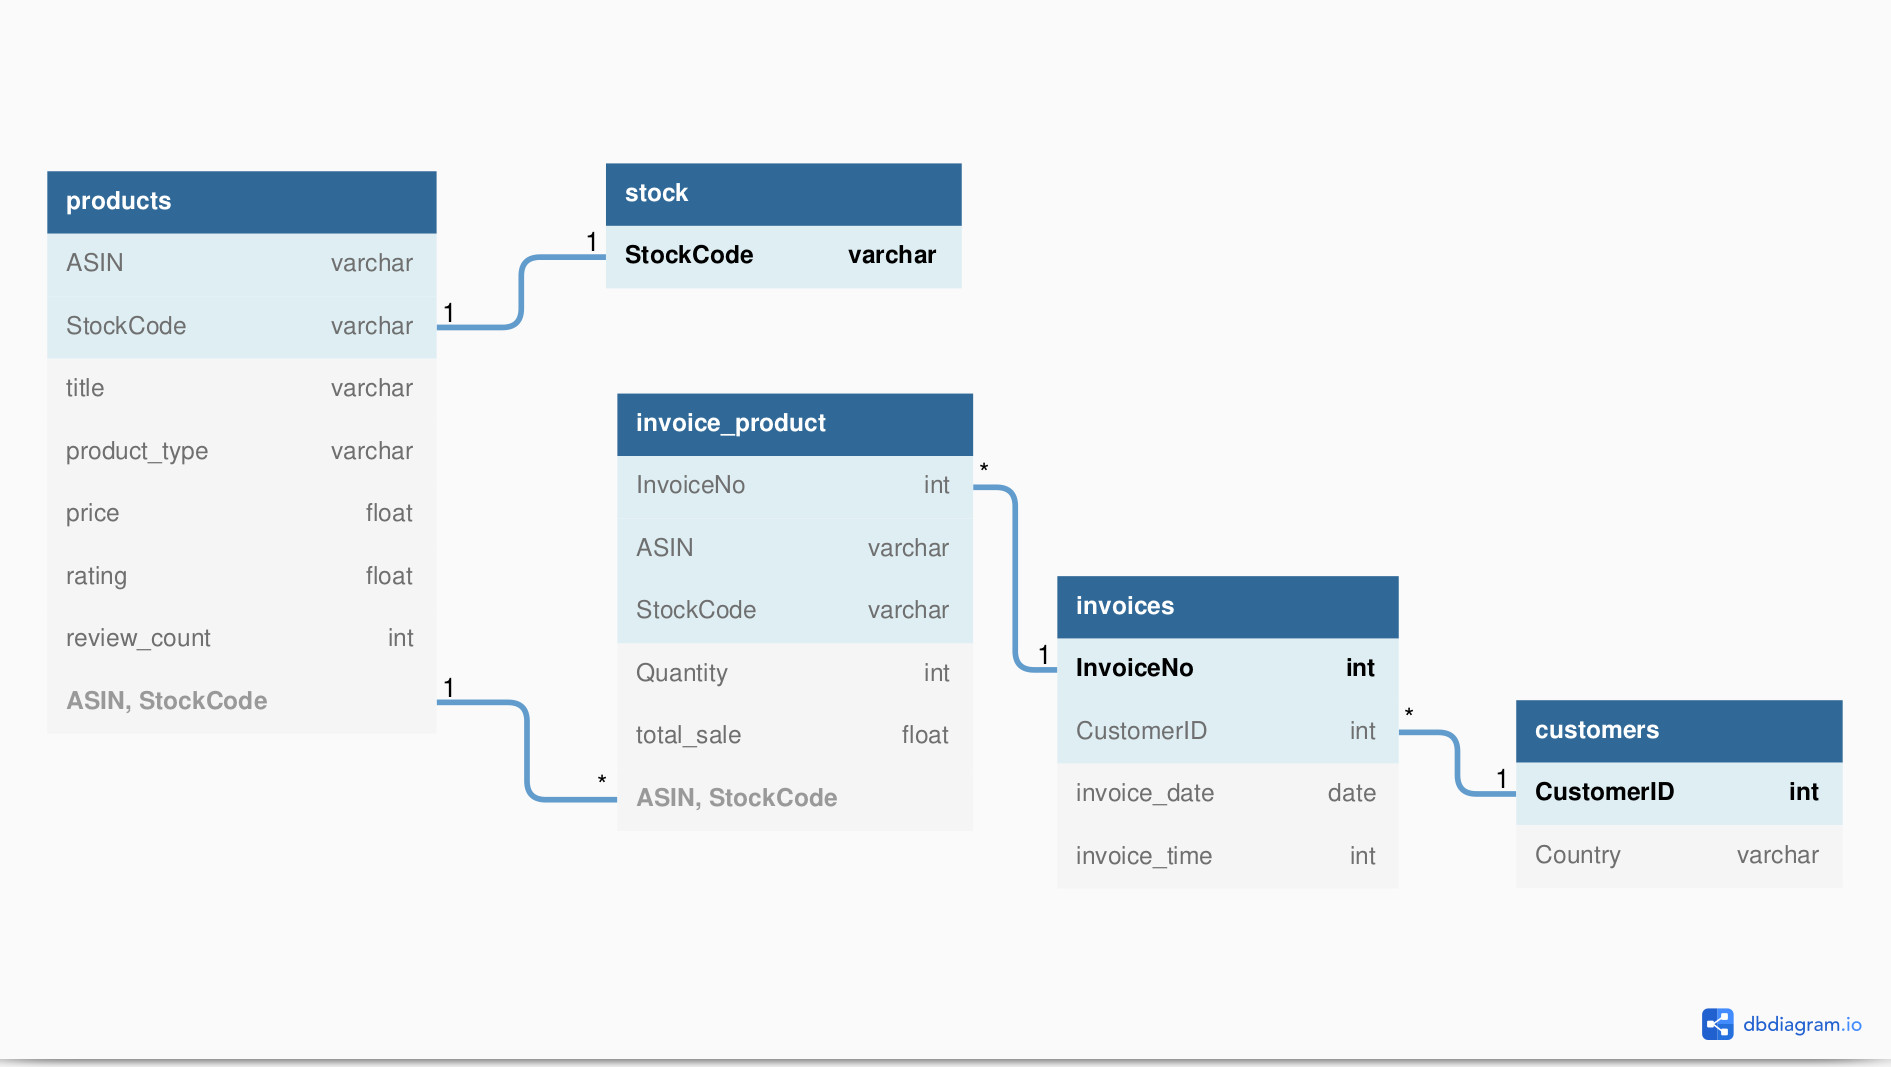 products
ASIN varchar
1
StockCode varchar
title varchar
product_type varchar
price float
rating float
review_count int
1
ASIN, StockCode
stock
1
StockCode varchar
invoice_product
*
InvoiceNo int
ASIN varchar
StockCode varchar
Quantity int
total_sale float
*
ASIN, StockCode
invoices
1
InvoiceNo int
*
CustomerID int
invoice_date date
invoice_time int
customers
1
CustomerID int
Country varchar
dbdiagram.io